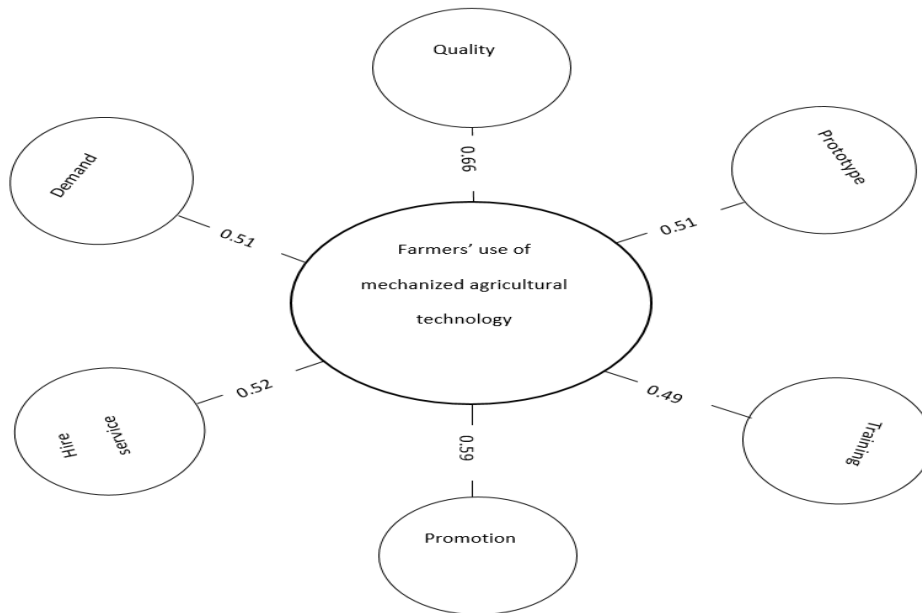 Quality
0.66
Demand
0.51
Prototype
0.51
Farmers’ use of
mechanized agricultural
technology
Hire
service
0.52
0.49
Training
0.59
Promotion